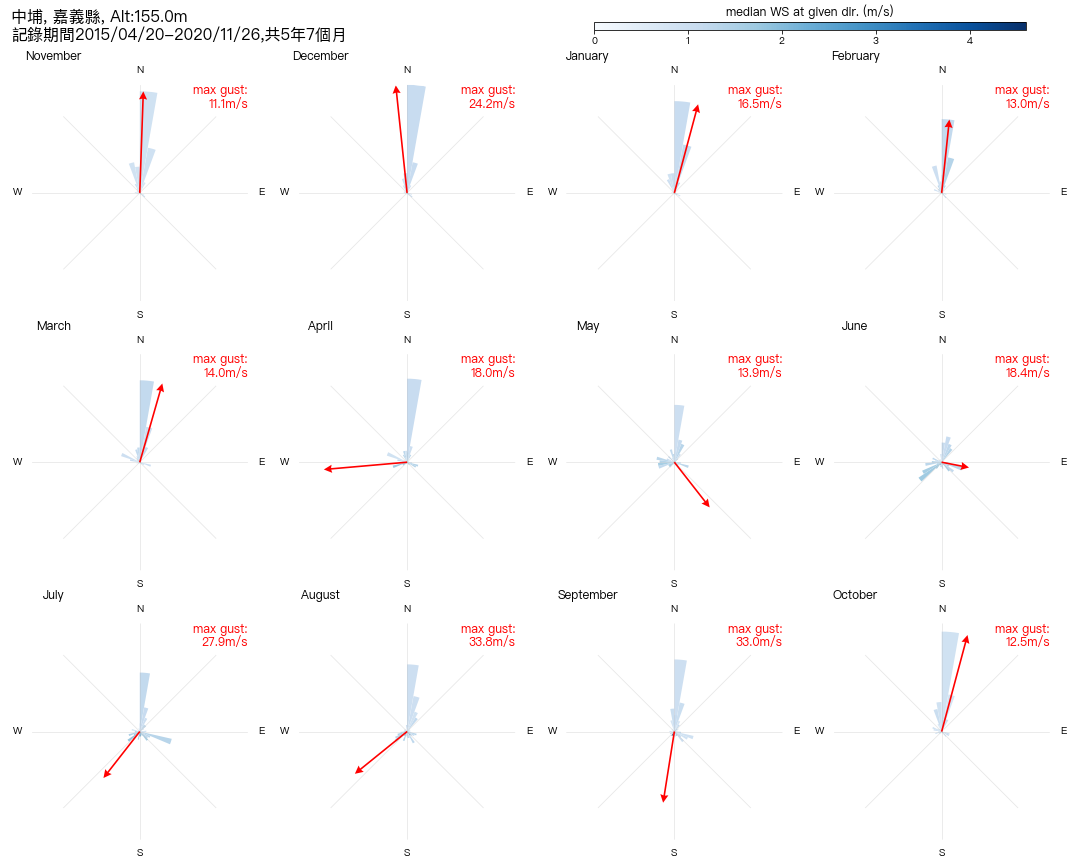 中埔, 嘉義縣, Alt:155.0m
記錄期間2015/04/20-2020/11/26,共5年7個月
median WS at given dir. (m/s)
0 1 2 3 4
November
N
max gust:
11.1m/s
W E
S
December
N
max gust:
24.2m/s
W E
S
January
N
max gust:
16.5m/s
W E
S
February
N
max gust:
13.0m/s
W E
S
March
N
max gust:
14.0m/s
W E
S
April
N
max gust:
18.0m/s
W E
S
May
N
max gust:
13.9m/s
W E
S
June
N
max gust:
18.4m/s
W E
S
July
N
max gust:
27.9m/s
W E
S
August
N
max gust:
33.8m/s
W E
S
September
N
max gust:
33.0m/s
W E
S
October
N
max gust:
12.5m/s
W E
S